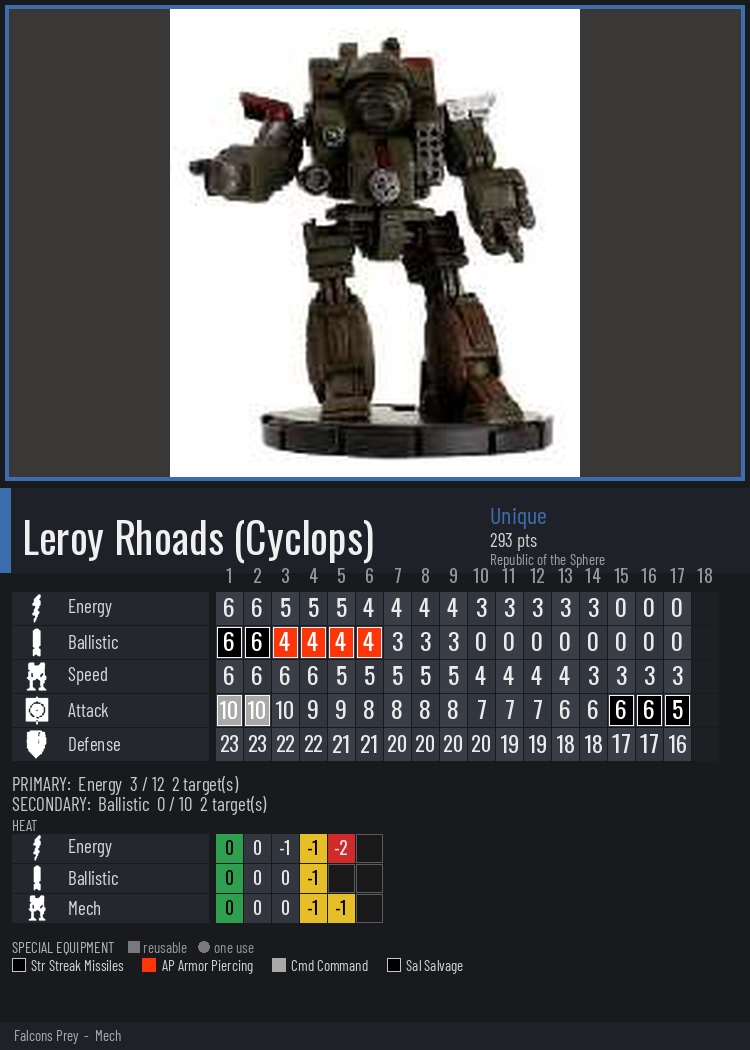 Leroy Rhoads (Cyclops)
Unique
293 pts
Republic of the Sphere
1 2 3 4 5 6 7 8 9 10 11 12 13 14 15 16 17 18
Energy 6 6 5 5 5 4 4 4 4 3 3 3 3 3 0 0 0
Ballistic 6 6 4 4 4 4 3 3 3 0 0 0 0 0 0 0 0
Speed 6 6 6 6 5 5 5 5 5 4 4 4 4 3 3 3 3
Attack 10 10 10 9 9 8 8 8 8 7 7 7 6 6 6 6 5
Defense 23 23 22 22 21 21 20 20 20 20 19 19 18 18 17 17 16
PRIMARY: Energy 3 / 12 2 target(s)
SECONDARY: Ballistic 0 / 10 2 target(s)
HEAT
Energy 0 0 -1 -1 -2
Ballistic 0 0 0 -1
Mech 0 0 0 -1 -1
SPECIAL EQUIPMENT reusable one use
Str Streak Missiles AP Armor Piercing Cmd Command Sal Salvage
Falcons Prey - Mech